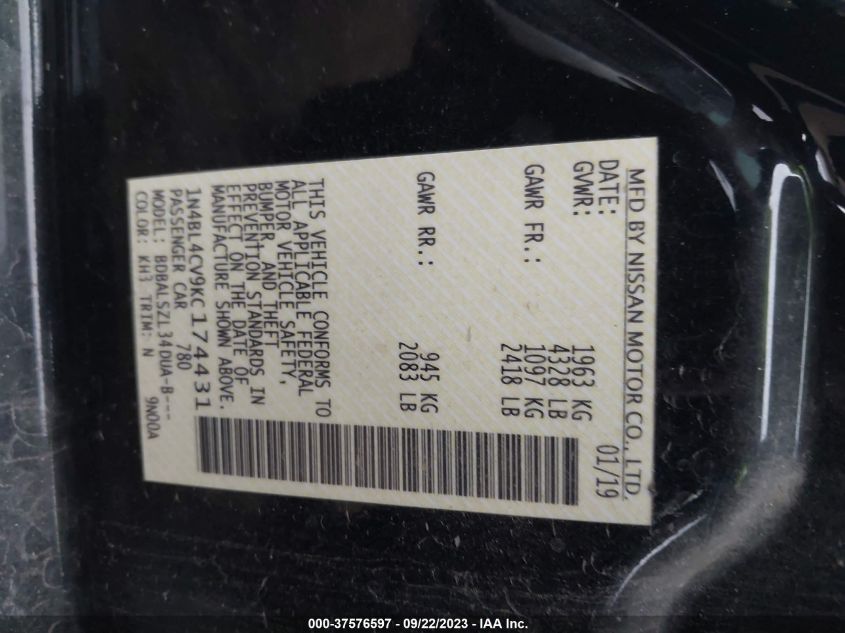 MFD BY NISSAN MOTOR CO., LTD.
DATE: 01/19
GVWR: 1963 KG
4328 LB
GAWR FR.: 1097 KG
2418 LB
GAWR RR.: 945 KG
2083 LB
THIS VEHICLE CONFORMS TO
ALL APPLICABLE FEDERAL
MOTOR VEHICLE SAFETY,
BUMPER, AND THEFT
PREVENTION STANDARDS IN
EFFECT ON THE DATE OF
MANUFACTURE SHOWN ABOVE.
1N4BL4CV9KC174431
PASSENGER CAR 780
MODEL: BDBALSZL34DUA-B---
COLOR: KH3 TRIM: N 9N00A
000-37576597 - 09/22/2023 - IAA Inc.